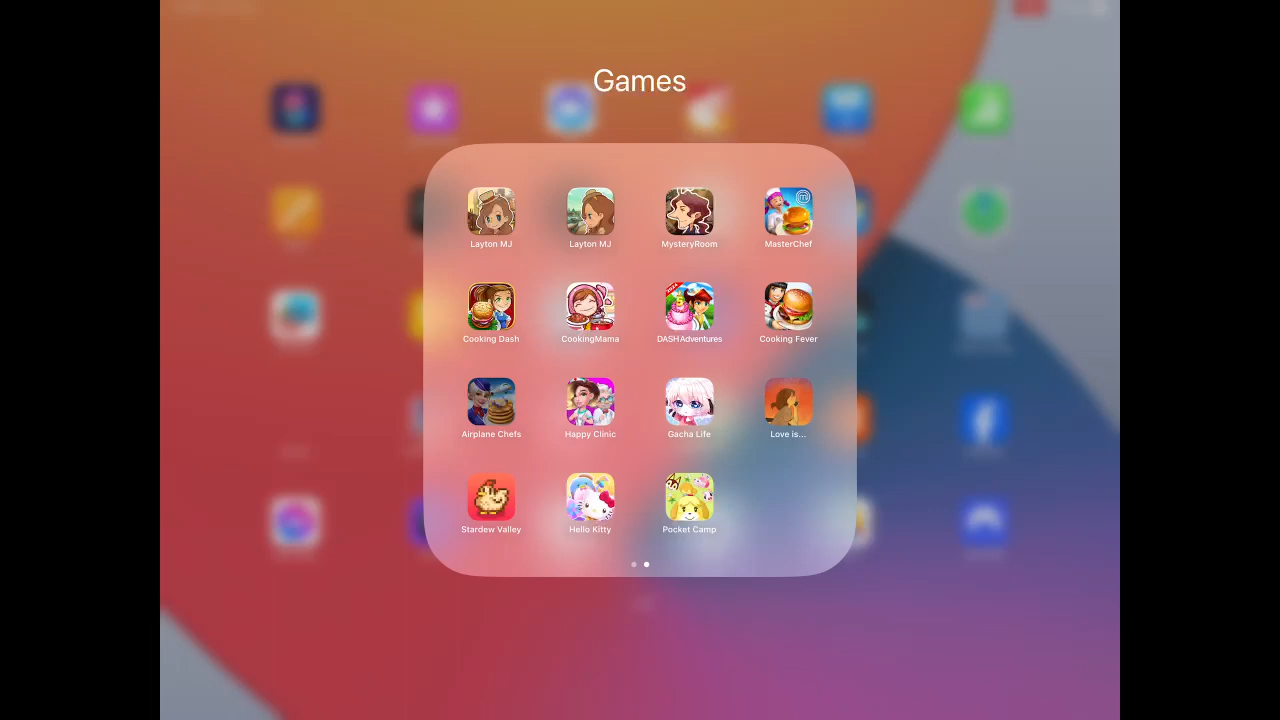 Games
Layton MJ
Layton MJ
MysteryRoom
MasterChef
Cooking Dash
CookingMama
DASHAdventures
Cooking Fever
Airplane Chefs
Happy Clinic
Gacha Life
Love is...
Stardew Valley
Hello Kitty
Pocket Camp